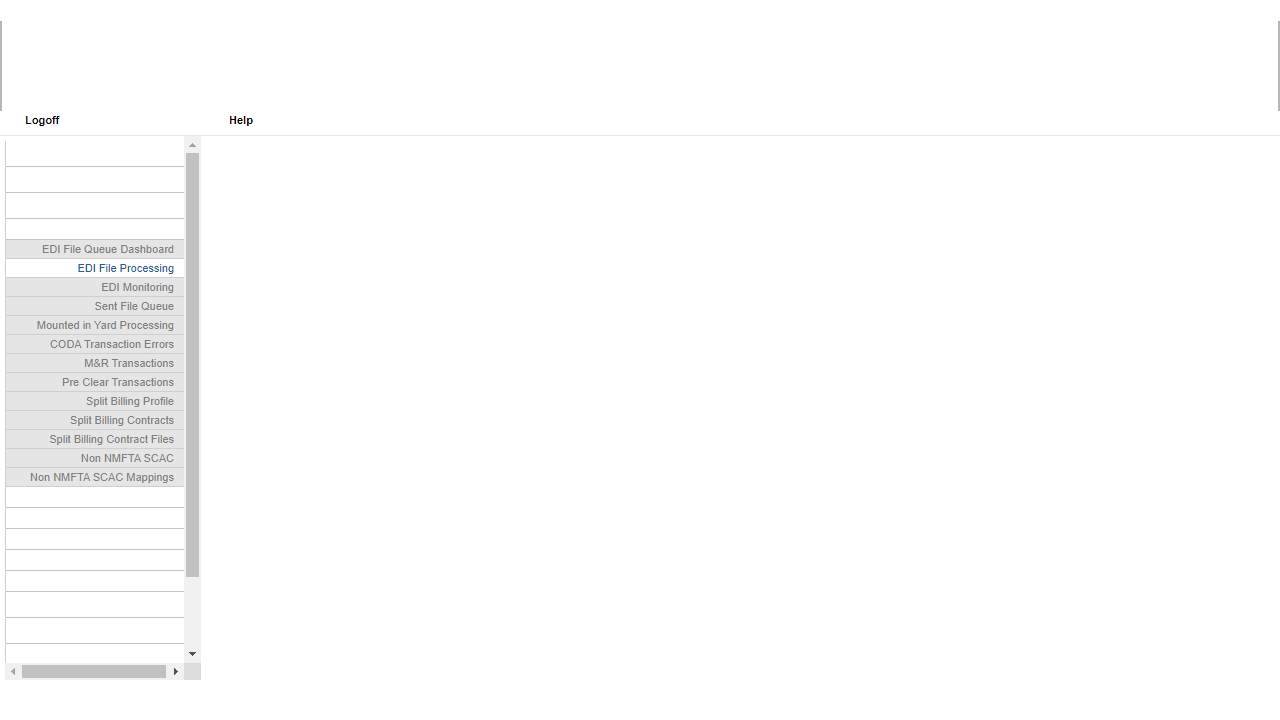 Logoff
Help
EDI File Queue Dashboard
EDI File Processing
EDI Monitoring
Sent File Queue
Mounted in Yard Processing
CODA Transaction Errors
M&R Transactions
Pre Clear Transactions
Split Billing Profile
Split Billing Contracts
Split Billing Contract Files
Non NMFTA SCAC
Non NMFTA SCAC Mappings